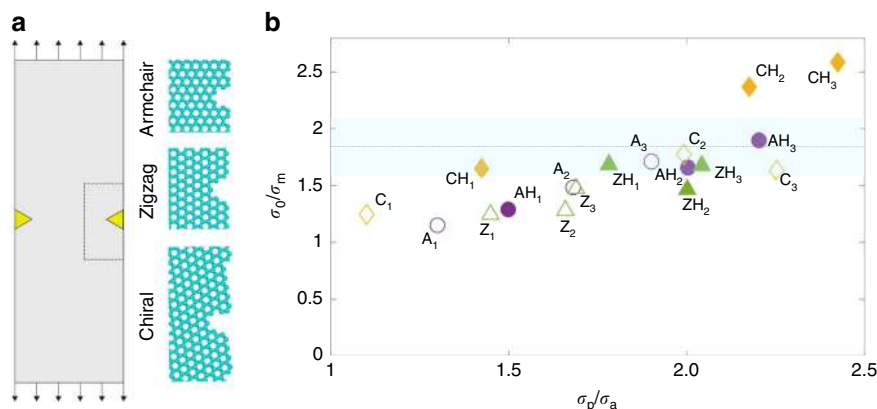 a
Armchair
Zigzag
Chiral
b
σ₀/σₘ
2.5
2
1.5
1
0.5
0
1
1.5
2.0
2.5
σₚ/σₐ
CH₂
CH₃
A₃
C₂
AH₃
A₂
CH₁
AH₁
ZH₁
AH₂
ZH₃
C₃
C₁
Z₃
ZH₂
A₁
Z₁
Z₂